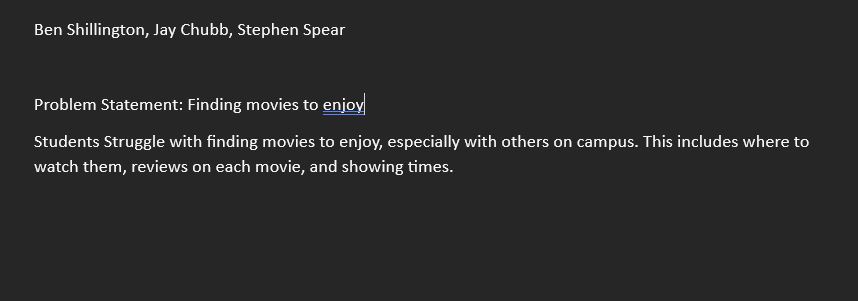 Ben Shillington, Jay Chubb, Stephen Spear
Problem Statement: Finding movies to enjoy
Students Struggle with finding movies to enjoy, especially with others on campus. This includes where to
watch them, reviews on each movie, and showing times.